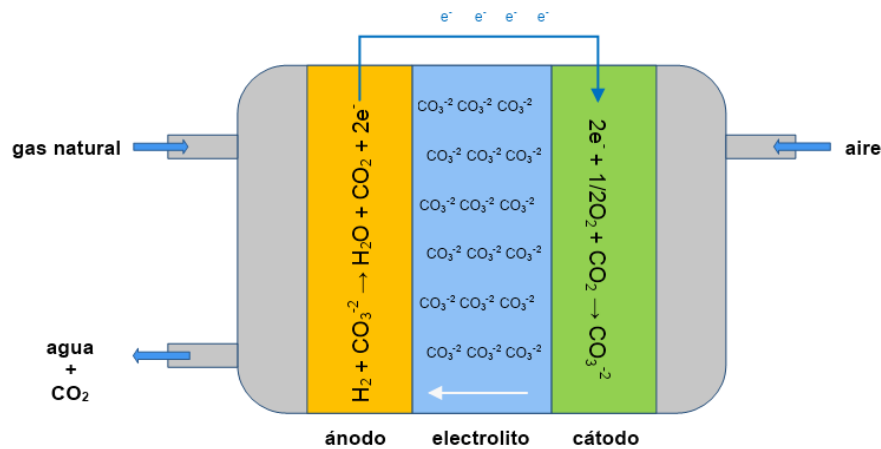 e⁻ e⁻ e⁻ e⁻
gas natural
aire
H₂ + CO₃⁻² → H₂O + CO₂ + 2e⁻
CO₃⁻² CO₃⁻² CO₃⁻²
CO₃⁻² CO₃⁻² CO₃⁻²
CO₃⁻² CO₃⁻² CO₃⁻²
CO₃⁻² CO₃⁻² CO₃⁻²
CO₃⁻² CO₃⁻² CO₃⁻²
CO₃⁻² CO₃⁻² CO₃⁻²
2e⁻ + 1/2O₂ + CO₂ → CO₃⁻²
agua
+
CO₂
ánodo
electrolito
cátodo